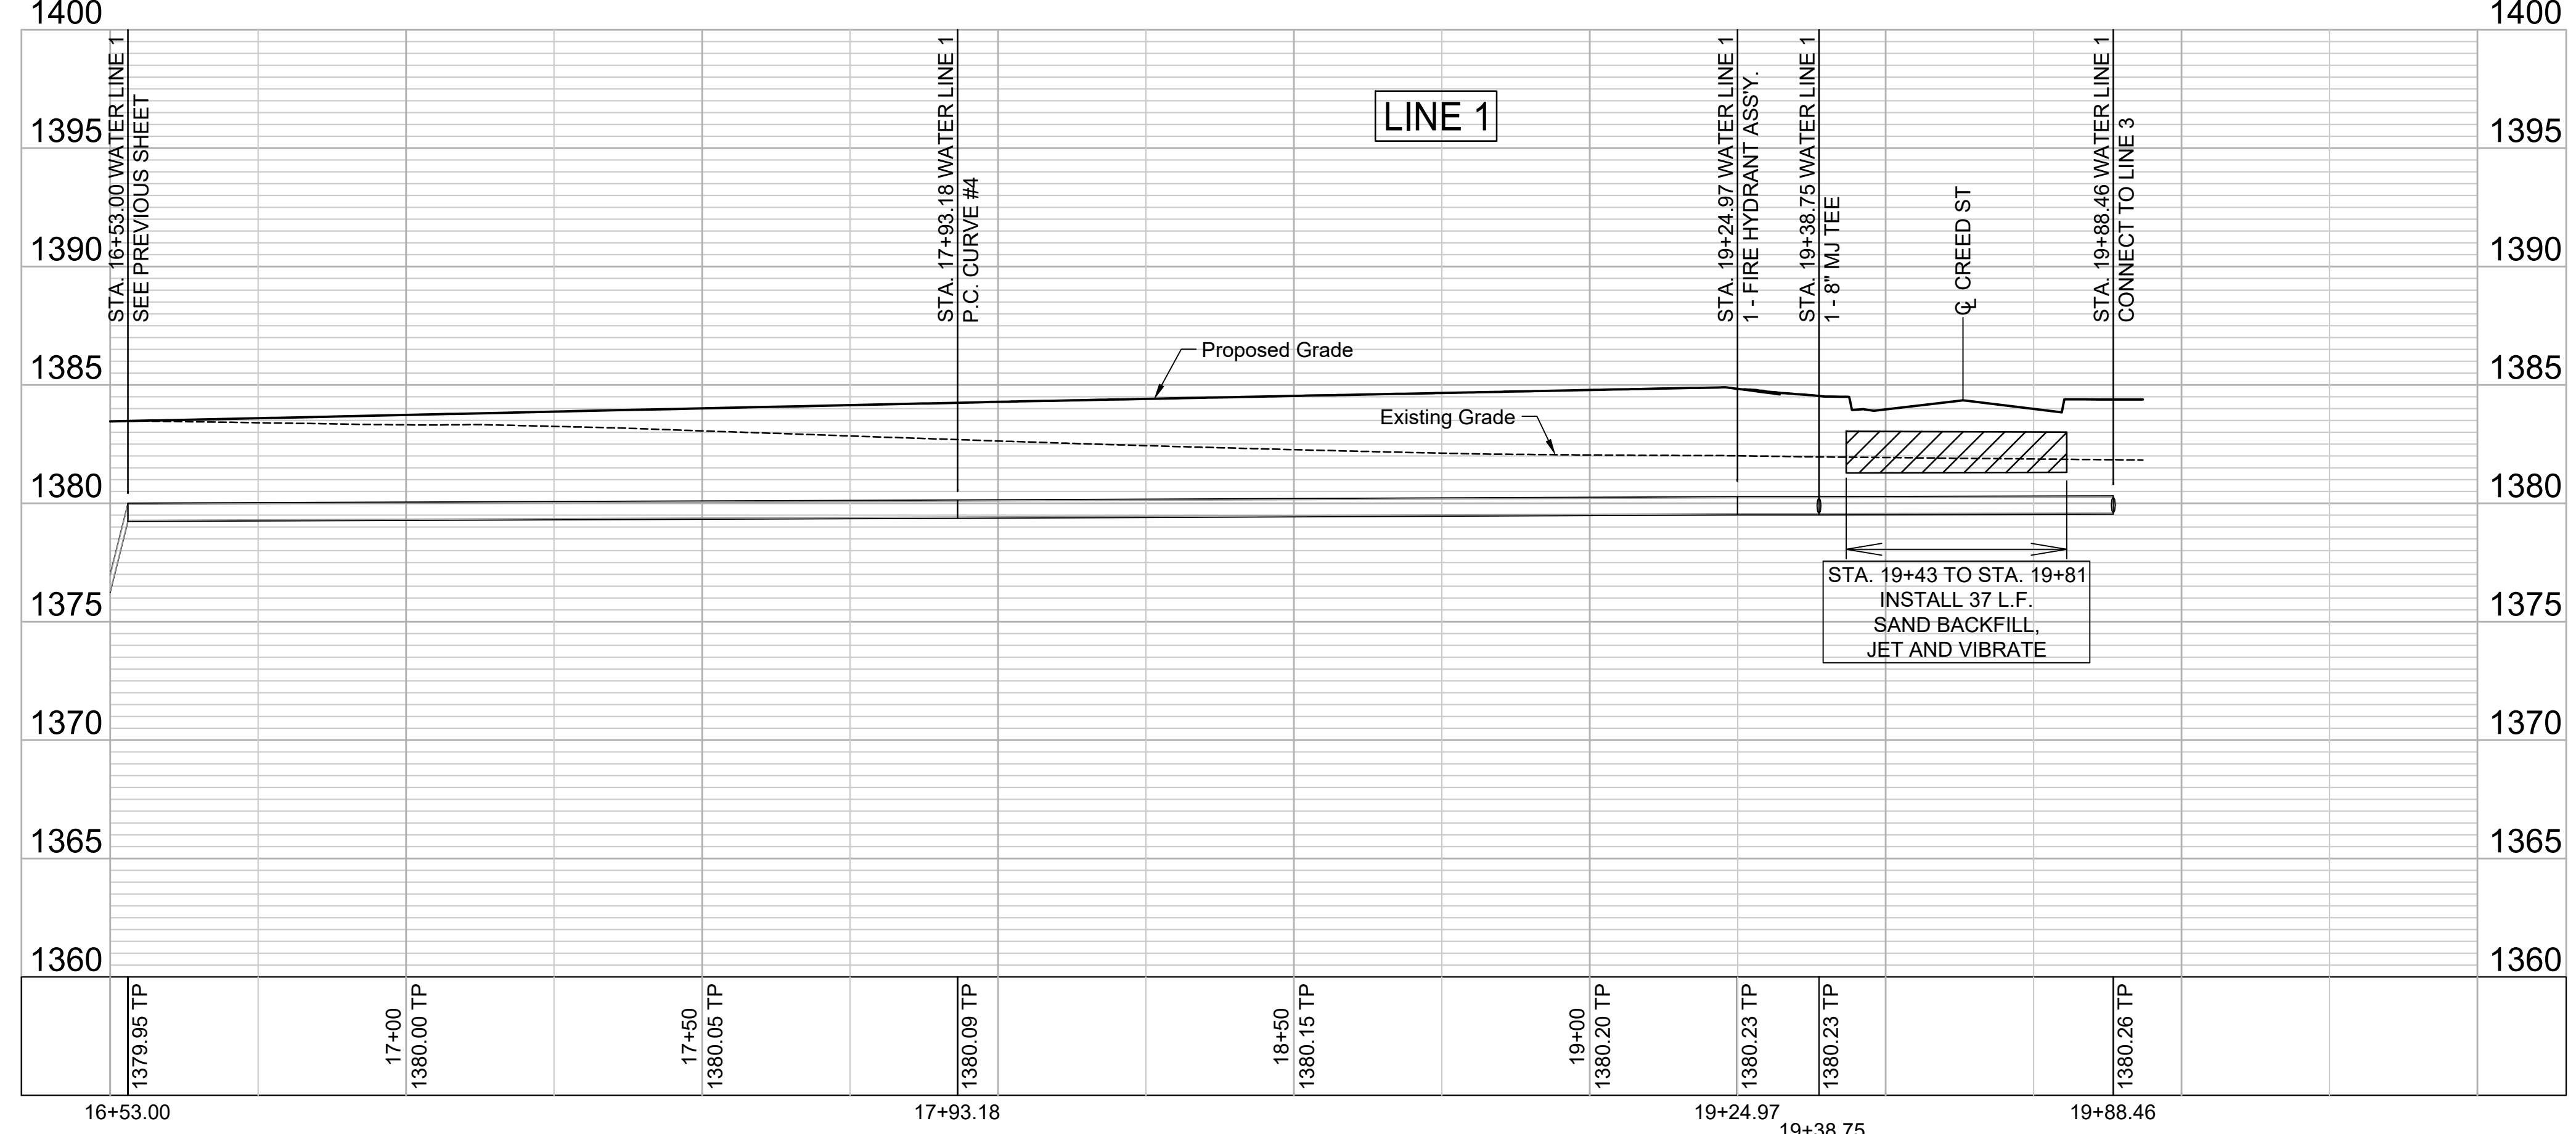 1400
1400
STA. 16+53.00 WATER LINE 1
SEE PREVIOUS SHEET
STA. 17+93.18 WATER LINE 1
P.C. CURVE #4
LINE 1
STA. 19+24.97 WATER LINE 1
1 - FIRE HYDRANT ASS'Y.
STA. 19+38.75 WATER LINE 1
1 - 8" MJ TEE
℄ CREED ST
STA. 19+88.46 WATER LINE 1
CONNECT TO LINE 3
1395
1395
1390
1390
1385
1385
Proposed Grade
Existing Grade
1380
1380
STA. 19+43 TO STA. 19+81
INSTALL 37 L.F.
SAND BACKFILL,
JET AND VIBRATE
1375
1375
1370
1370
1365
1365
1360
1360
1379.95 TP
17+00
1380.00 TP
17+50
1380.05 TP
1380.09 TP
18+50
1380.15 TP
19+00
1380.20 TP
1380.23 TP
1380.23 TP
1380.26 TP
16+53.00
17+93.18
19+24.97
19+38.75
19+88.46